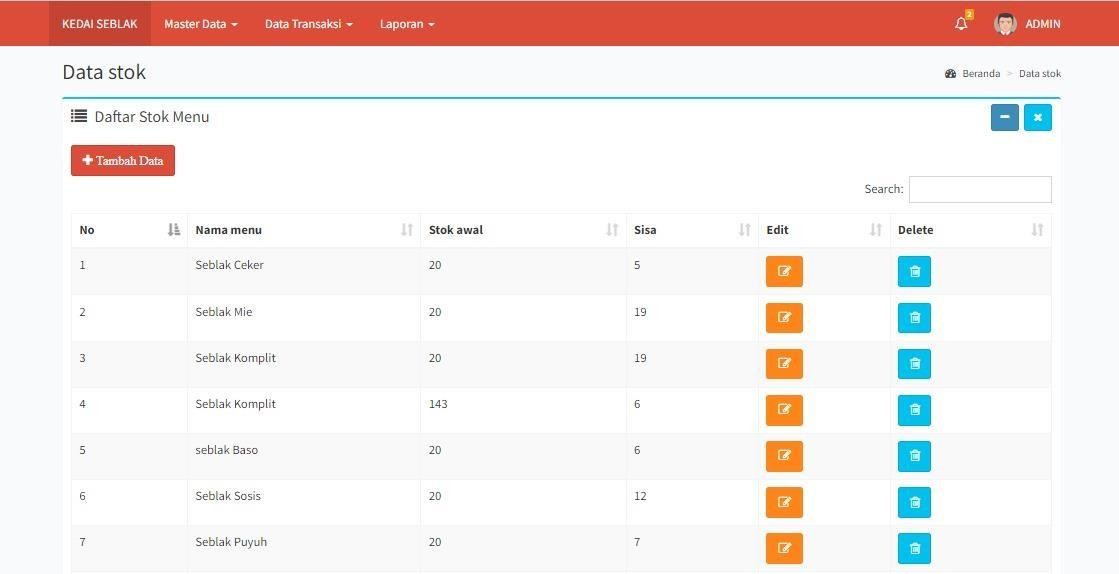 KEDAI SEBLAK Master Data Data Transaksi Laporan 2 ADMIN
Data stok Beranda > Data stok
Daftar Stok Menu
Tambah Data
Search:
No Nama menu Stok awal Sisa Edit Delete
1 Seblak Ceker 20 5
2 Seblak Mie 20 19
3 Seblak Komplit 20 19
4 Seblak Komplit 143 6
5 seblak Baso 20 6
6 Seblak Sosis 20 12
7 Seblak Puyuh 20 7